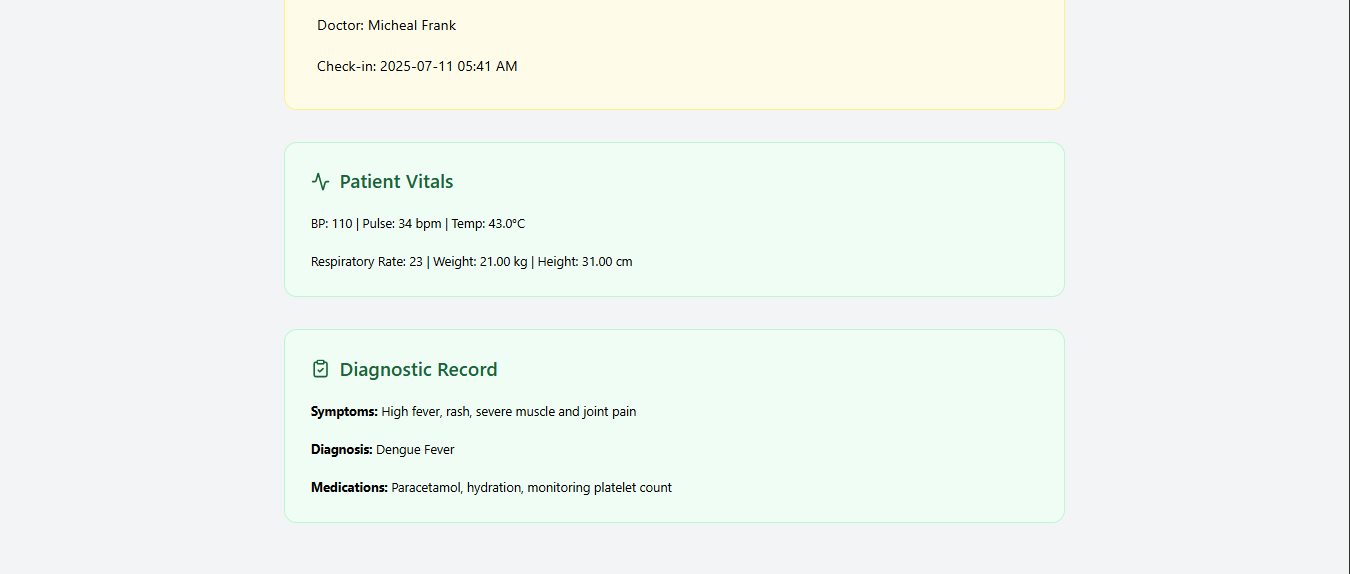 Doctor: Micheal Frank
Check-in: 2025-07-11 05:41 AM
Patient Vitals
BP: 110 | Pulse: 34 bpm | Temp: 43.0°C
Respiratory Rate: 23 | Weight: 21.00 kg | Height: 31.00 cm
Diagnostic Record
Symptoms: High fever, rash, severe muscle and joint pain
Diagnosis: Dengue Fever
Medications: Paracetamol, hydration, monitoring platelet count